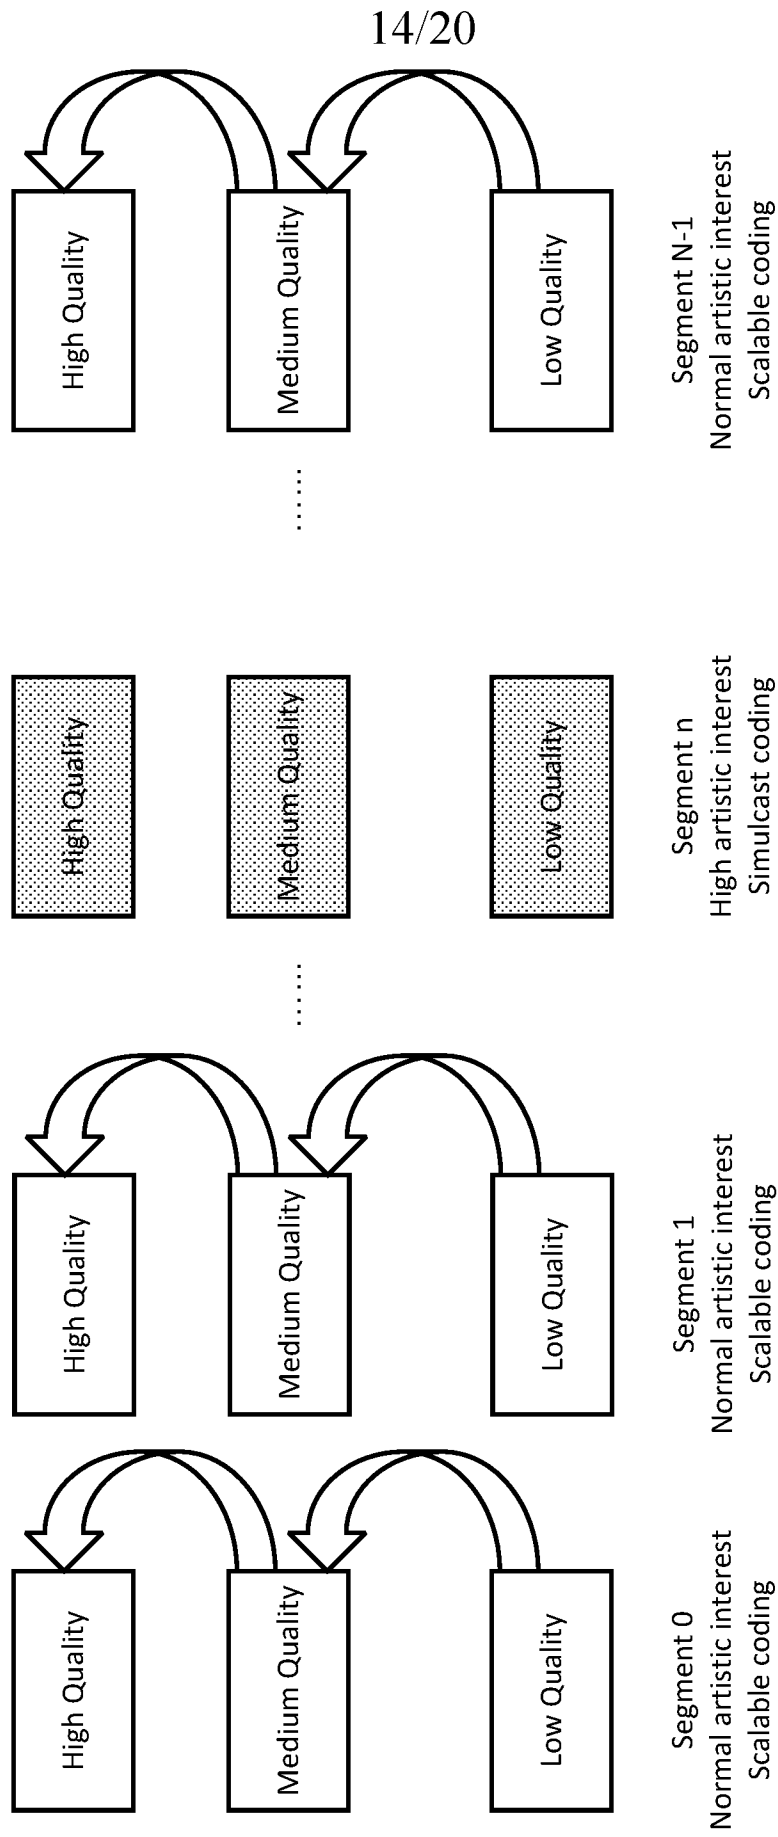 14/20
High Quality
Medium Quality
Low Quality
Segment 0
Normal artistic interest
Scalable coding
High Quality
Medium Quality
Low Quality
Segment 1
Normal artistic interest
Scalable coding
......
High Quality
Medium Quality
Low Quality
Segment n
High artistic interest
Simulcast coding
......
High Quality
Medium Quality
Low Quality
Segment N-1
Normal artistic interest
Scalable coding